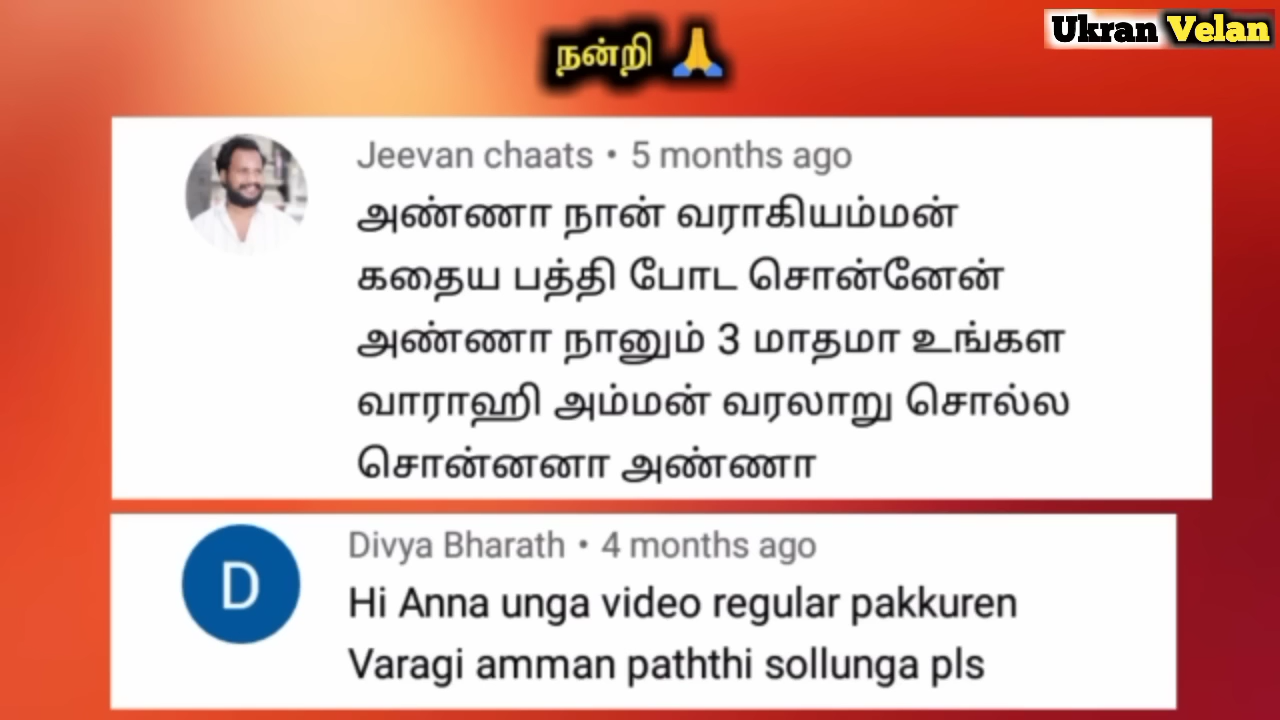 Ukran Velan
நன்றி 🙏
Jeevan chaats • 5 months ago
அண்ணா நான் வராகியம்மன்
கதைய பத்தி போட சொன்னேன்
அண்ணா நானும் 3 மாதமா உங்கள
வாராஹி அம்மன் வரலாறு சொல்ல
சொன்னனா அண்ணா
D
Divya Bharath • 4 months ago
Hi Anna unga video regular pakkuren
Varagi amman paththi sollunga pls